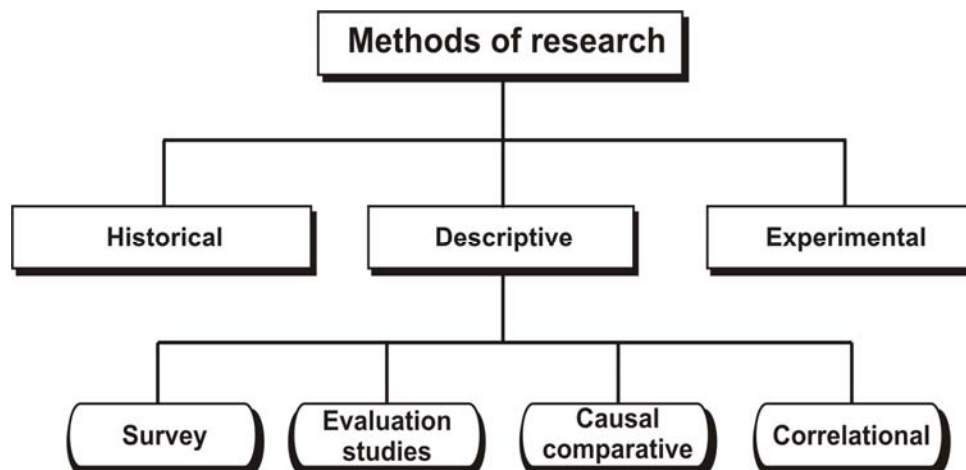 Methods of research
Historical
Descriptive
Experimental
Survey
Evaluation
studies
Causal
comparative
Correlational